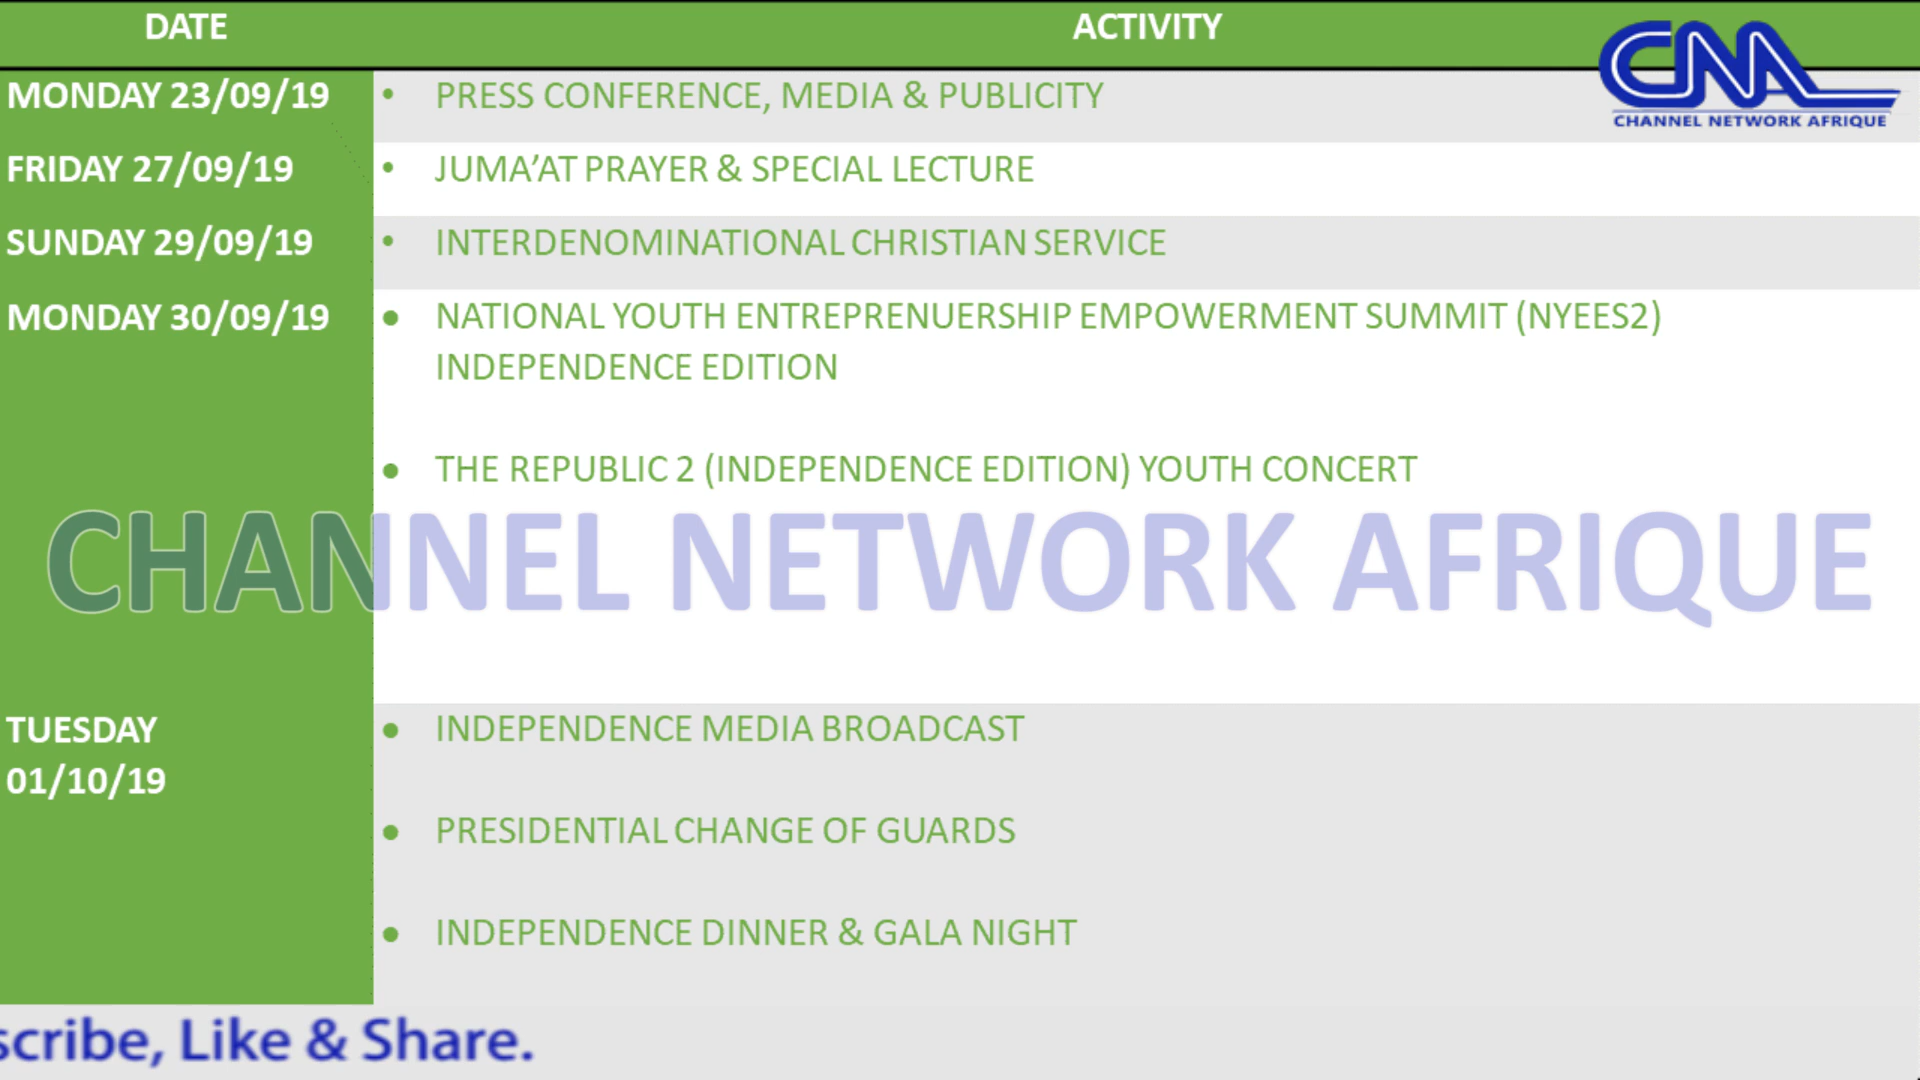 DATE ACTIVITY
CNA
CHANNEL NETWORK AFRIQUE
MONDAY 23/09/19 • PRESS CONFERENCE, MEDIA & PUBLICITY
FRIDAY 27/09/19 • JUMA’AT PRAYER & SPECIAL LECTURE
SUNDAY 29/09/19 • INTERDENOMINATIONAL CHRISTIAN SERVICE
MONDAY 30/09/19 ● NATIONAL YOUTH ENTREPRENUERSHIP EMPOWERMENT SUMMIT (NYEES2)
INDEPENDENCE EDITION
● THE REPUBLIC 2 (INDEPENDENCE EDITION) YOUTH CONCERT
CHANNEL NETWORK AFRIQUE
TUESDAY ● INDEPENDENCE MEDIA BROADCAST
01/10/19
● PRESIDENTIAL CHANGE OF GUARDS
● INDEPENDENCE DINNER & GALA NIGHT
scribe, Like & Share.